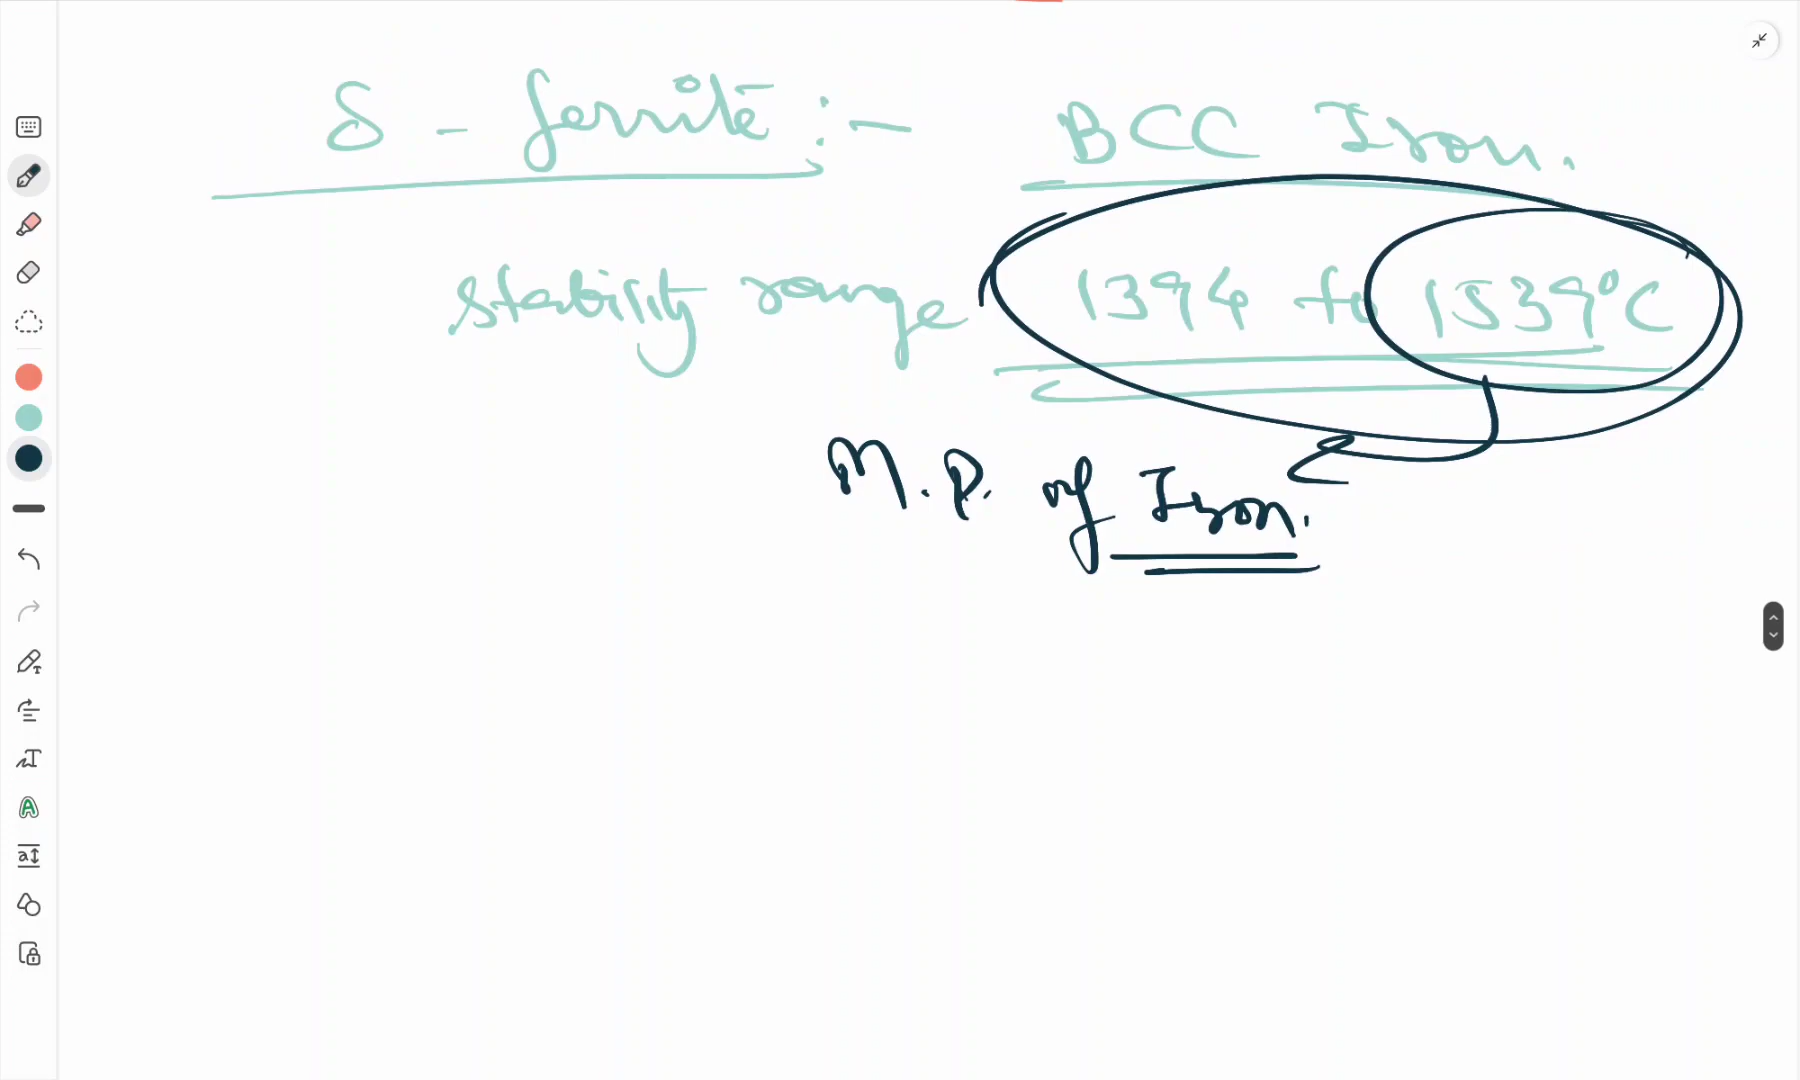 δ - ferrite :- BCC Iron.
stability range 1394 to 1539°C
M.P. of Iron.